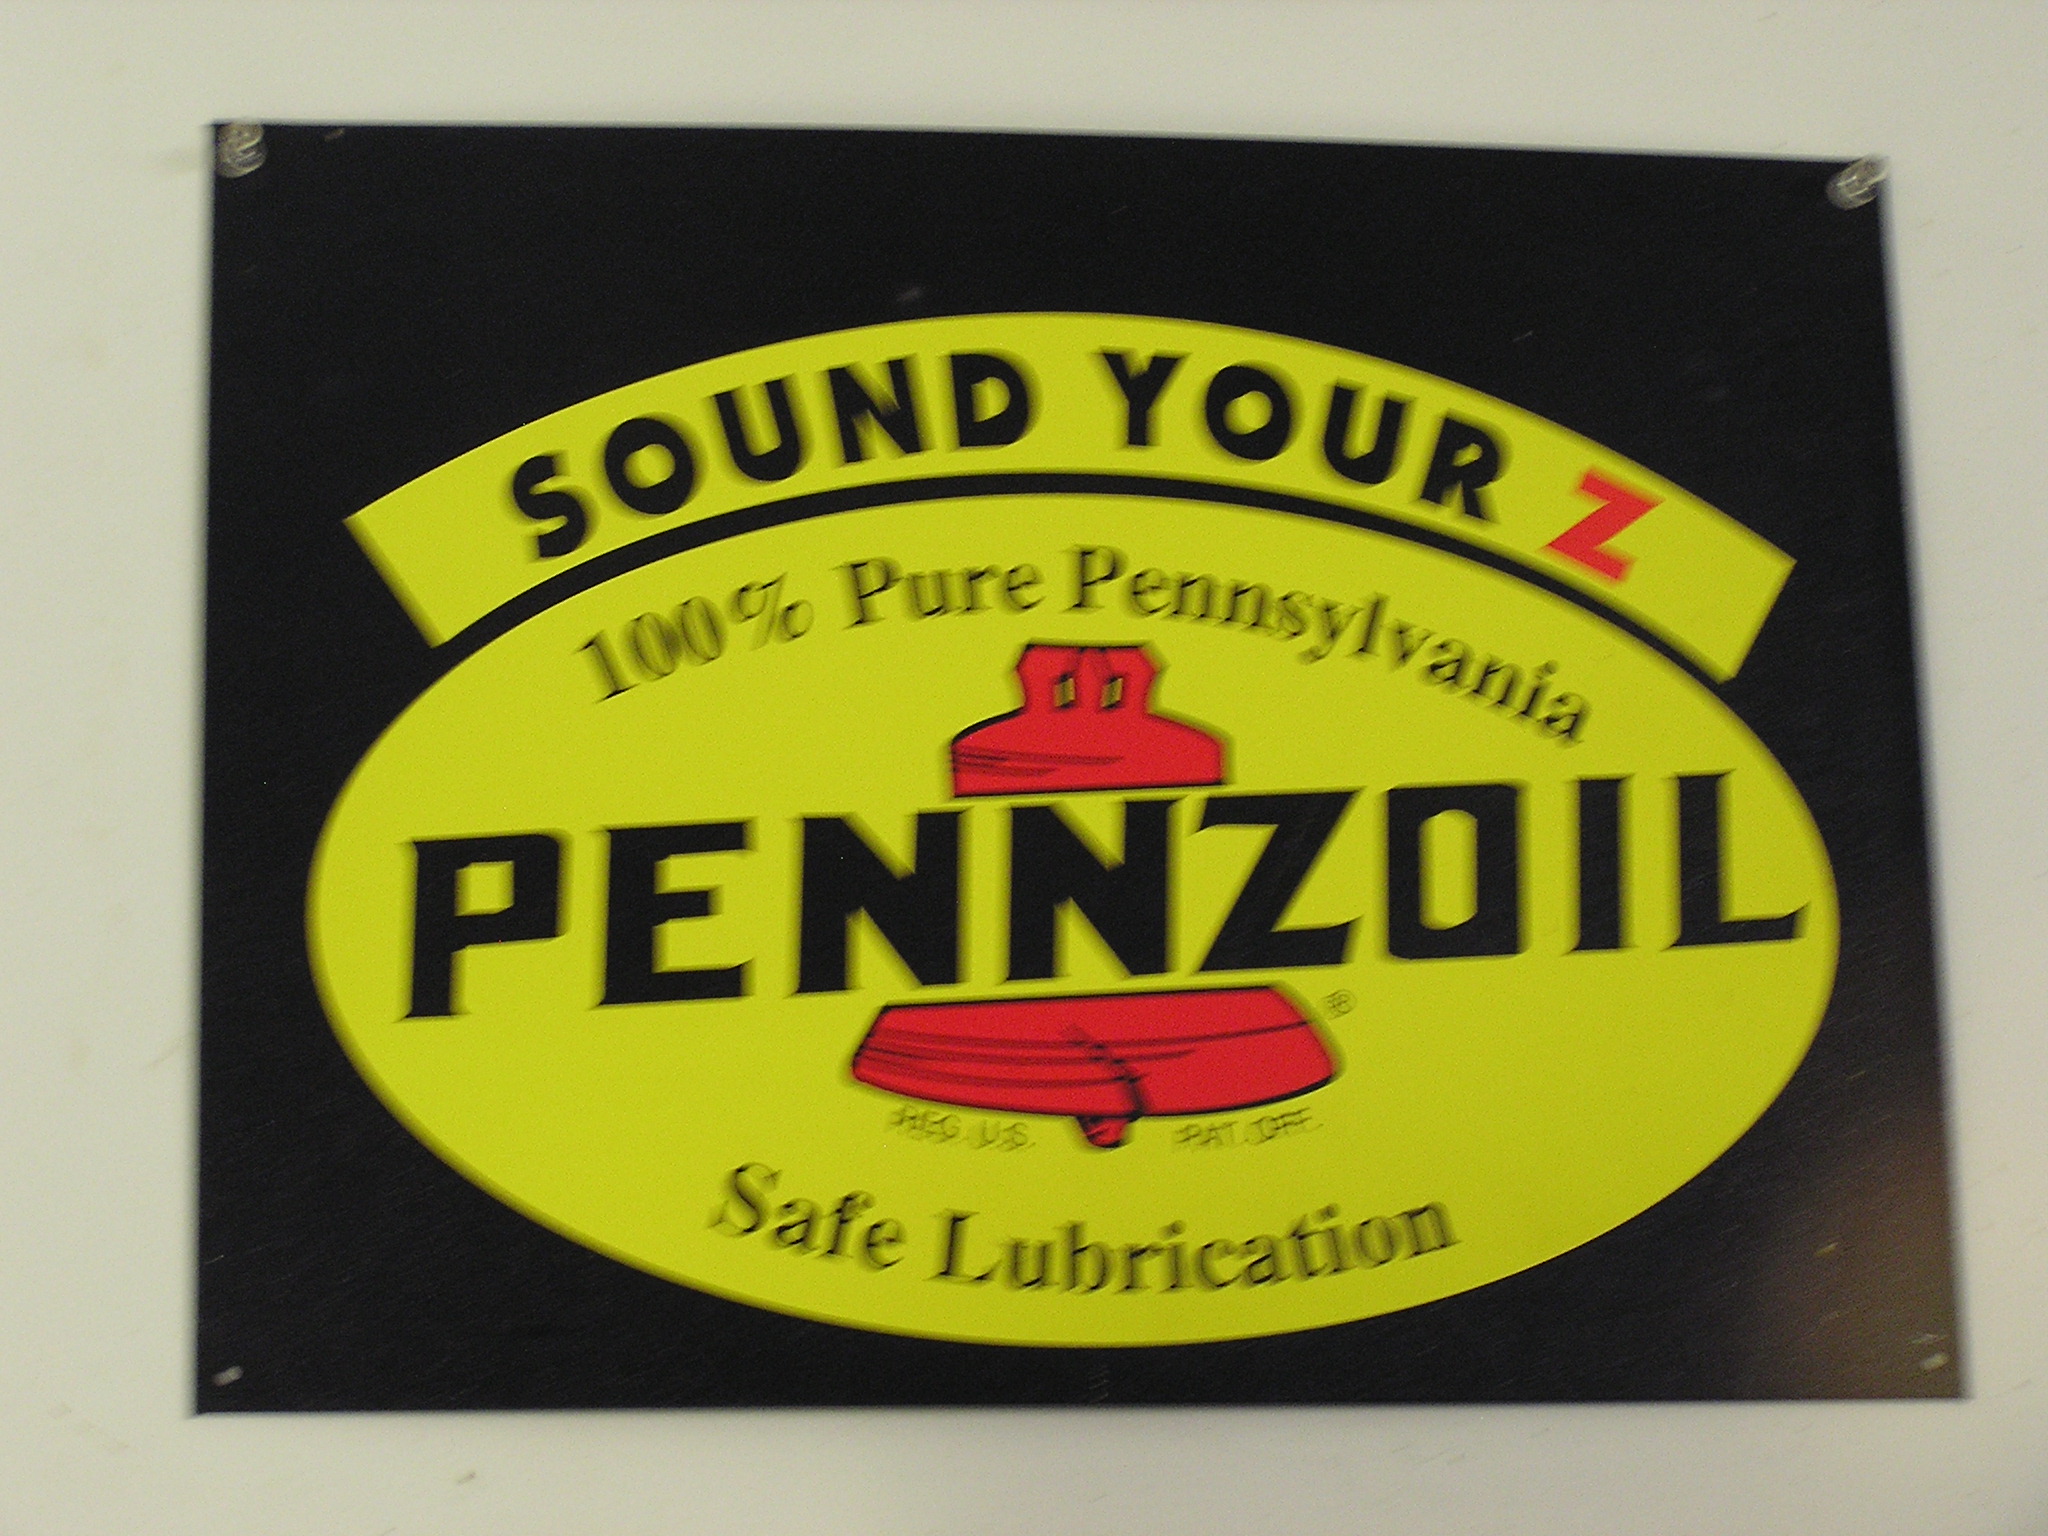 SOUND YOUR Z
100% Pure Pennsylvania
PENNZOIL
®
REG. U.S. PAT. OFF.
Safe Lubrication